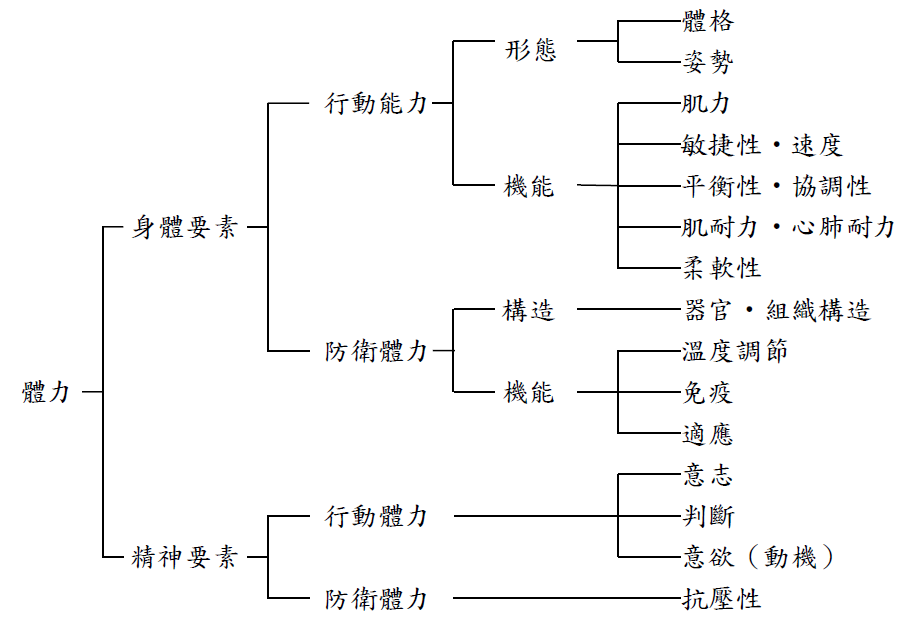 體力
身體要素
行動能力
形態
體格
姿勢
機能
肌力
敏捷性・速度
平衡性・協調性
肌耐力・心肺耐力
柔軟性
防衛體力
構造
器官・組織構造
機能
溫度調節
免疫
適應
精神要素
行動體力
意志
判斷
意欲（動機）
防衛體力
抗壓性